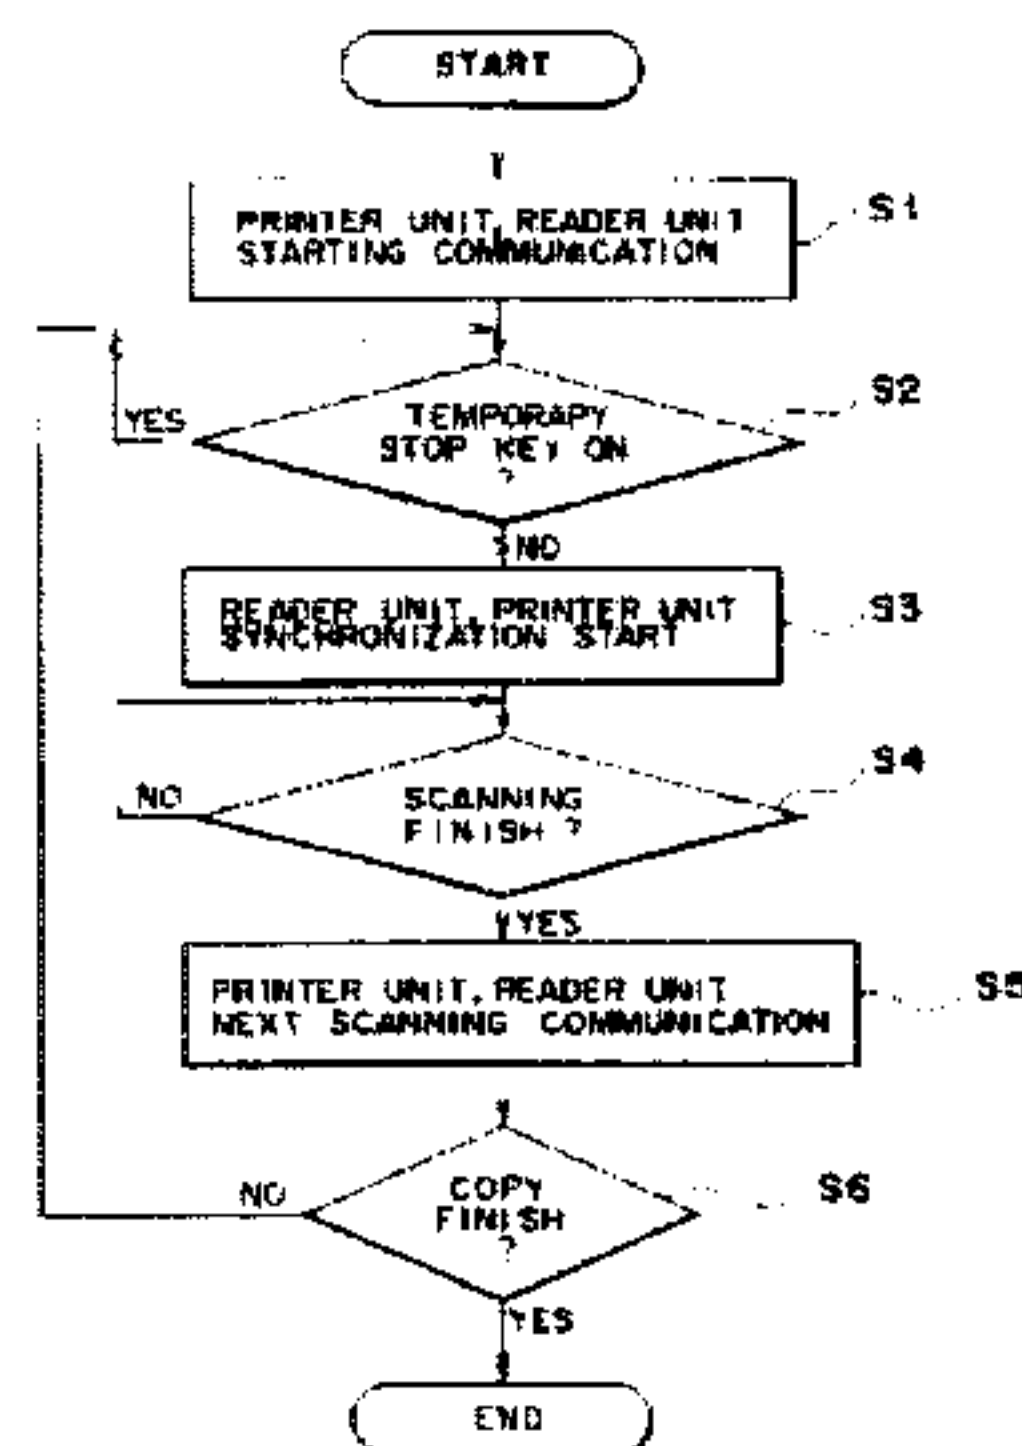 START
PRINTER UNIT, READER UNIT
STARTING COMMUNICATION
S1
YES
TEMPORARY
STOP KEY ON
?
S2
NO
READER UNIT, PRINTER UNIT
SYNCHRONIZATION START
S3
NO
SCANNING
FINISH ?
S4
YES
PRINTER UNIT, READER UNIT
NEXT SCANNING COMMUNICATION
S5
NO
COPY
FINISH
?
S6
YES
END